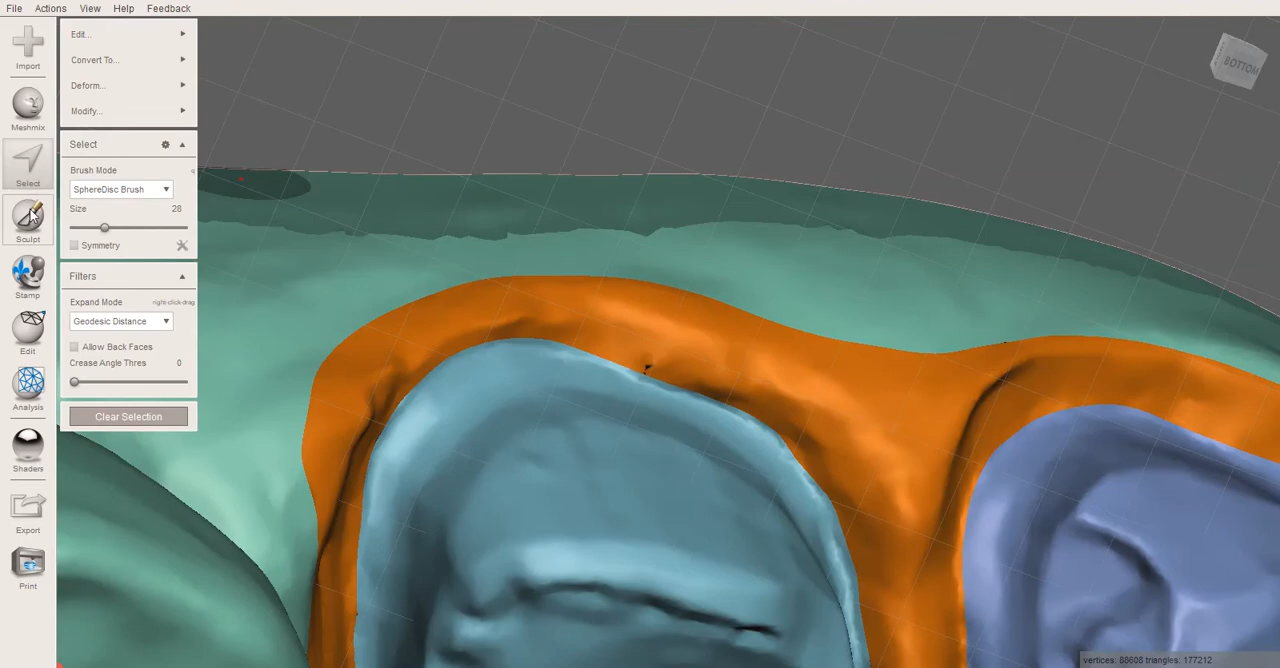 File Actions View Help Feedback
Import
Meshmix
Select
Sculpt
Stamp
Edit
Analysis
Shaders
Export
Print
Edit...
Convert To...
Deform...
Modify...
Select
Brush Mode q
SphereDisc Brush
Size 28
Symmetry
Filters
Expand Mode right-click-drag
Geodesic Distance
Allow Back Faces
Crease Angle Thres 0
Clear Selection
BOTTOM
vertices: 88608 triangles: 177212